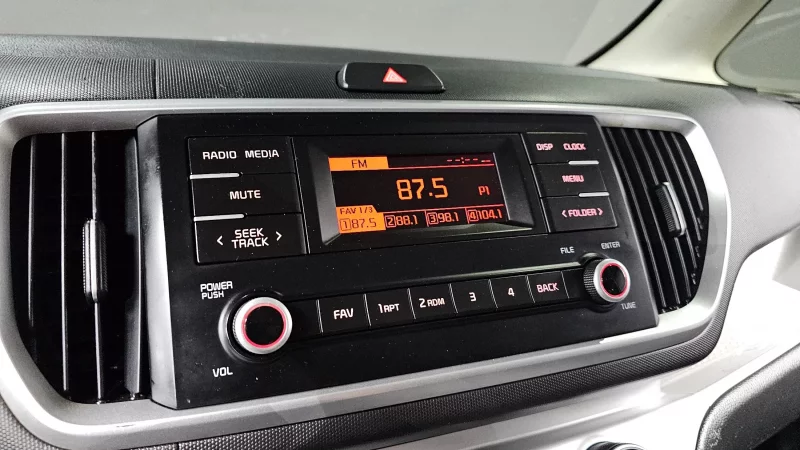 RADIO MEDIA
MUTE
< SEEK TRACK >
FM --:-- --
87.5 P1
FAV 1/3
1 87.5 2 88.1 3 98.1 4 104.1
DISP CLOCK
MENU
< FOLDER >
POWER
PUSH
VOL
FAV
1 RPT
2 RDM
3
4
BACK
FILE
ENTER
TUNE